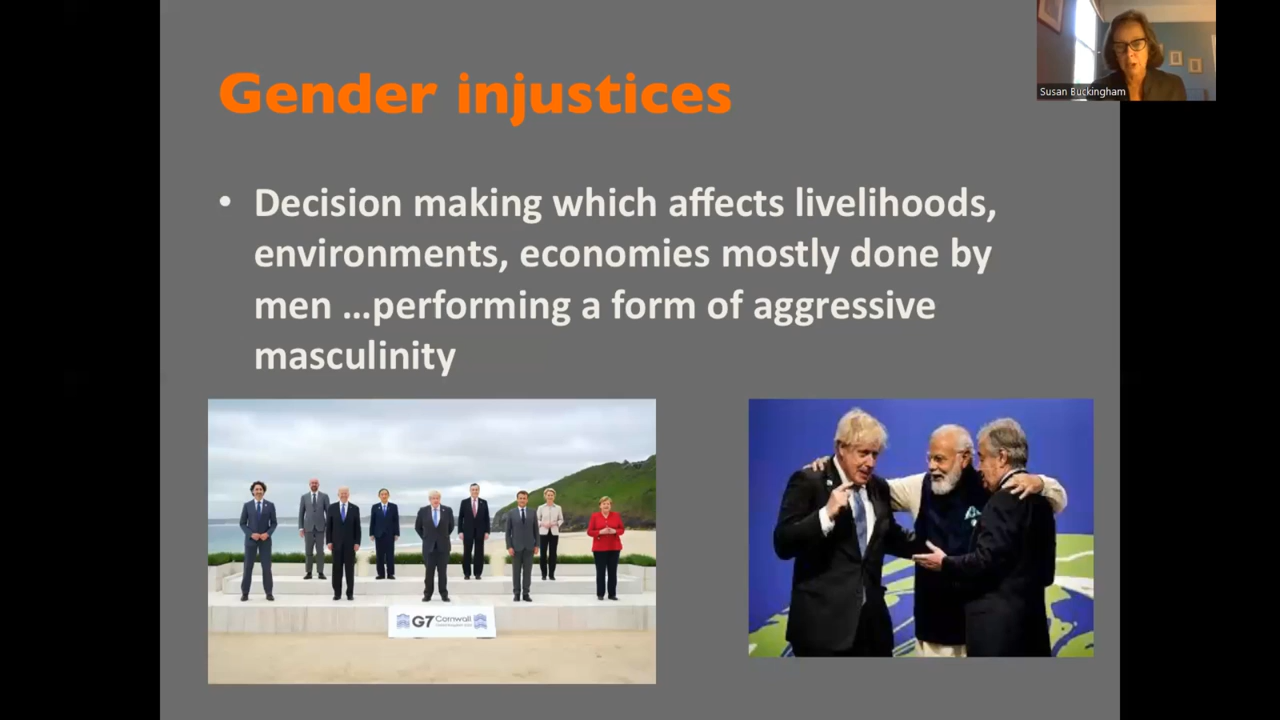 Gender injustices
Susan Buckingham
• Decision making which affects livelihoods,
environments, economies mostly done by
men ...performing a form of aggressive
masculinity
G7 Cornwall